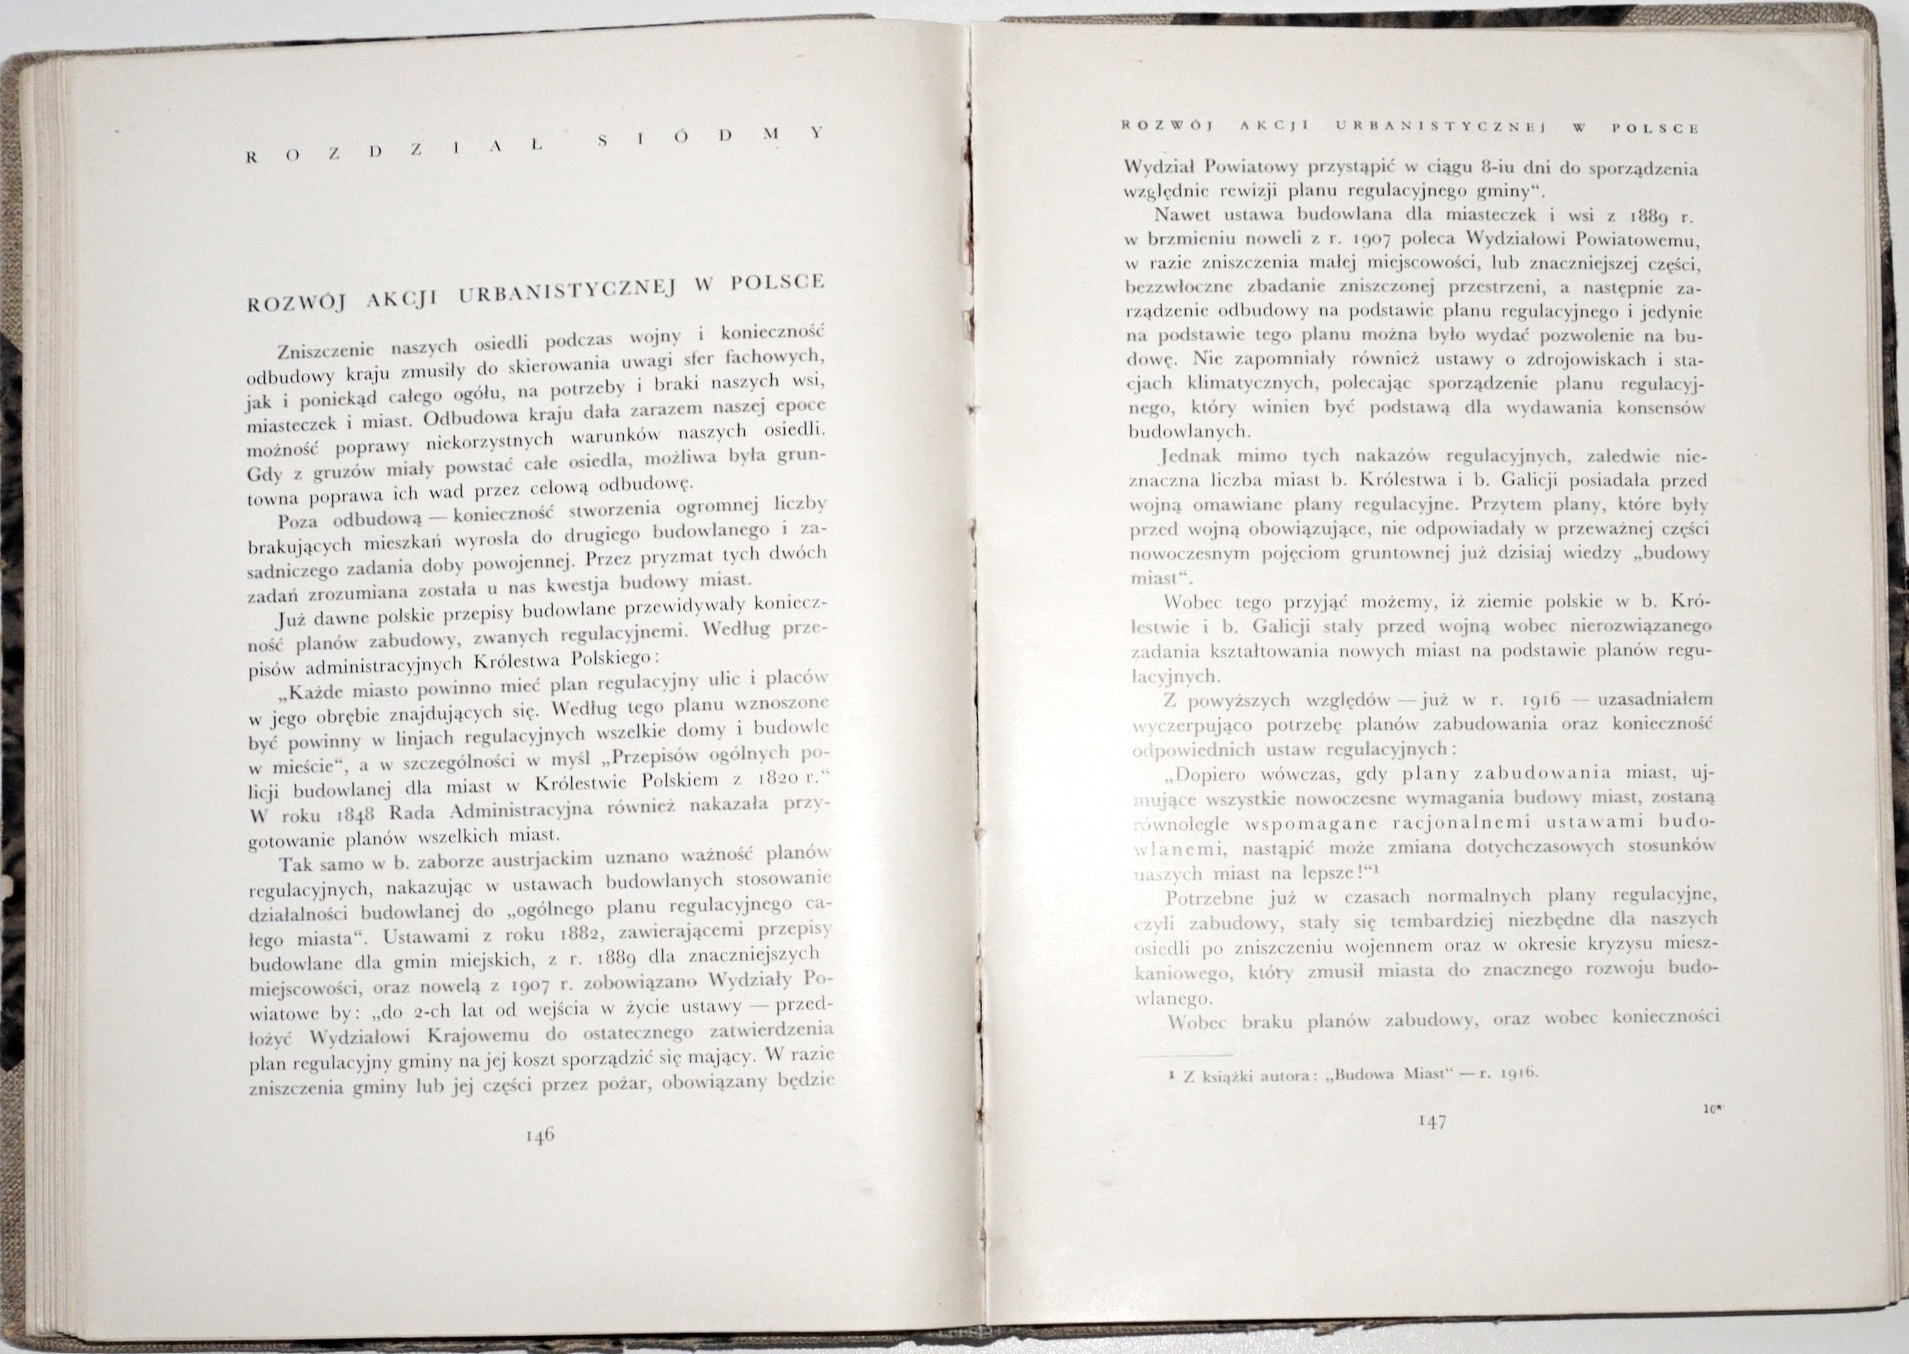 ROZDZIAŁ SIÓDMY
ROZWÓJ AKCJI URBANISTYCZNEJ W POLSCE
Zniszczenie naszych osiedli podczas wojny i konieczność
odbudowy kraju zmusiły do skierowania uwagi sfer fachowych,
jak i poniekąd całego ogółu, na potrzeby i braki naszych wsi,
miasteczek i miast. Odbudowa kraju dała zarazem naszej epoce
możność poprawy niekorzystnych warunków naszych osiedli.
Gdy z gruzów miały powstać całe osiedla, możliwa była grun-
towna poprawa ich wad przez celową odbudowę.
Poza odbudową — konieczność stworzenia ogromnej liczby
brakujących mieszkań wyrosła do drugiego budowlanego i za-
sadniczego zadania doby powojennej. Przez pryzmat tych dwóch
zadań zrozumiana została u nas kwestja budowy miast.
Już dawne polskie przepisy budowlane przewidywały koniecz-
ność planów zabudowy, zwanych regulacyjnemi. Według prze-
pisów administracyjnych Królestwa Polskiego:
„Każde miasto powinno mieć plan regulacyjny ulic i placów
w jego obrębie znajdujących się. Według tego planu wznoszone
być powinny w linjach regulacyjnych wszelkie domy i budowle
w mieście“, a w szczególności w myśl „Przepisów ogólnych po-
licji budowlanej dla miast w Królestwie Polskiem z 1820 r.“
W roku 1848 Rada Administracyjna również nakazała przy-
gotowanie planów wszelkich miast.
Tak samo w b. zaborze austrjackim uznano ważność planów
regulacyjnych, nakazując w ustawach budowlanych stosowanie
działalności budowlanej do „ogólnego planu regulacyjnego ca-
łego miasta“. Ustawami z roku 1882, zawierającemi przepisy
budowlane dla gmin miejskich, z r. 1889 dla znaczniejszych
miejscowości, oraz nowelą z 1907 r. zobowiązano Wydziały Po-
wiatowe by: „do 2-ch lat od wejścia w życie ustawy — przed-
łożyć Wydziałowi Krajowemu do ostatecznego zatwierdzenia
plan regulacyjny gminy na jej koszt sporządzić się mający. W razie
zniszczenia gminy lub jej części przez pożar, obowiązany będzie
146
ROZWÓJ AKCJI URBANISTYCZNEJ W POLSCE
Wydział Powiatowy przystąpić w ciągu 8-iu dni do sporządzenia
względnie rewizji planu regulacyjnego gminy“.
Nawet ustawa budowlana dla miasteczek i wsi z 1889 r.
w brzmieniu noweli z r. 1907 poleca Wydziałowi Powiatowemu,
w razie zniszczenia małej miejscowości, lub znaczniejszej części,
bezzwłoczne zbadanie zniszczonej przestrzeni, a następnie za-
rządzenie odbudowy na podstawie planu regulacyjnego i jedynie
na podstawie tego planu można było wydać pozwolenie na bu-
dowę. Nie zapomniały również ustawy o zdrojowiskach i sta-
cjach klimatycznych, polecając sporządzenie planu regulacyj-
nego, który winien być podstawą dla wydawania konsensów
budowlanych.
Jednak mimo tych nakazów regulacyjnych, zaledwie nie-
znaczna liczba miast b. Królestwa i b. Galicji posiadała przed
wojną omawiane plany regulacyjne. Przytem plany, które były
przed wojną obowiązujące, nie odpowiadały w przeważnej części
nowoczesnym pojęciom gruntownej już dzisiaj wiedzy „budowy
miast“.
Wobec tego przyjąć możemy, iż ziemie polskie w b. Kró-
lestwie i b. Galicji stały przed wojną wobec nierozwiązanego
zadania kształtowania nowych miast na podstawie planów regu-
lacyjnych.
Z powyższych względów — już w r. 1916 — uzasadniałem
wyczerpująco potrzebę planów zabudowania oraz konieczność
odpowiednich ustaw regulacyjnych:
„Dopiero wówczas, gdy plany zabudowania miast, uj-
mujące wszystkie nowoczesne wymagania budowy miast, zostaną
równolegle wspomagane racjonalnemi ustawami budo-
wlanemi, nastąpić może zmiana dotychczasowych stosunków
naszych miast na lepsze!“¹
Potrzebne już w czasach normalnych plany regulacyjne,
czyli zabudowy, stały się tembardziej niezbędne dla naszych
osiedli po zniszczeniu wojennem oraz w okresie kryzysu miesz-
kaniowego, który zmusił miasta do znacznego rozwoju budo-
wlanego.
Wobec braku planów zabudowy, oraz wobec konieczności
¹ Z książki autora: „Budowa Miast“ — r. 1916.
147
10*